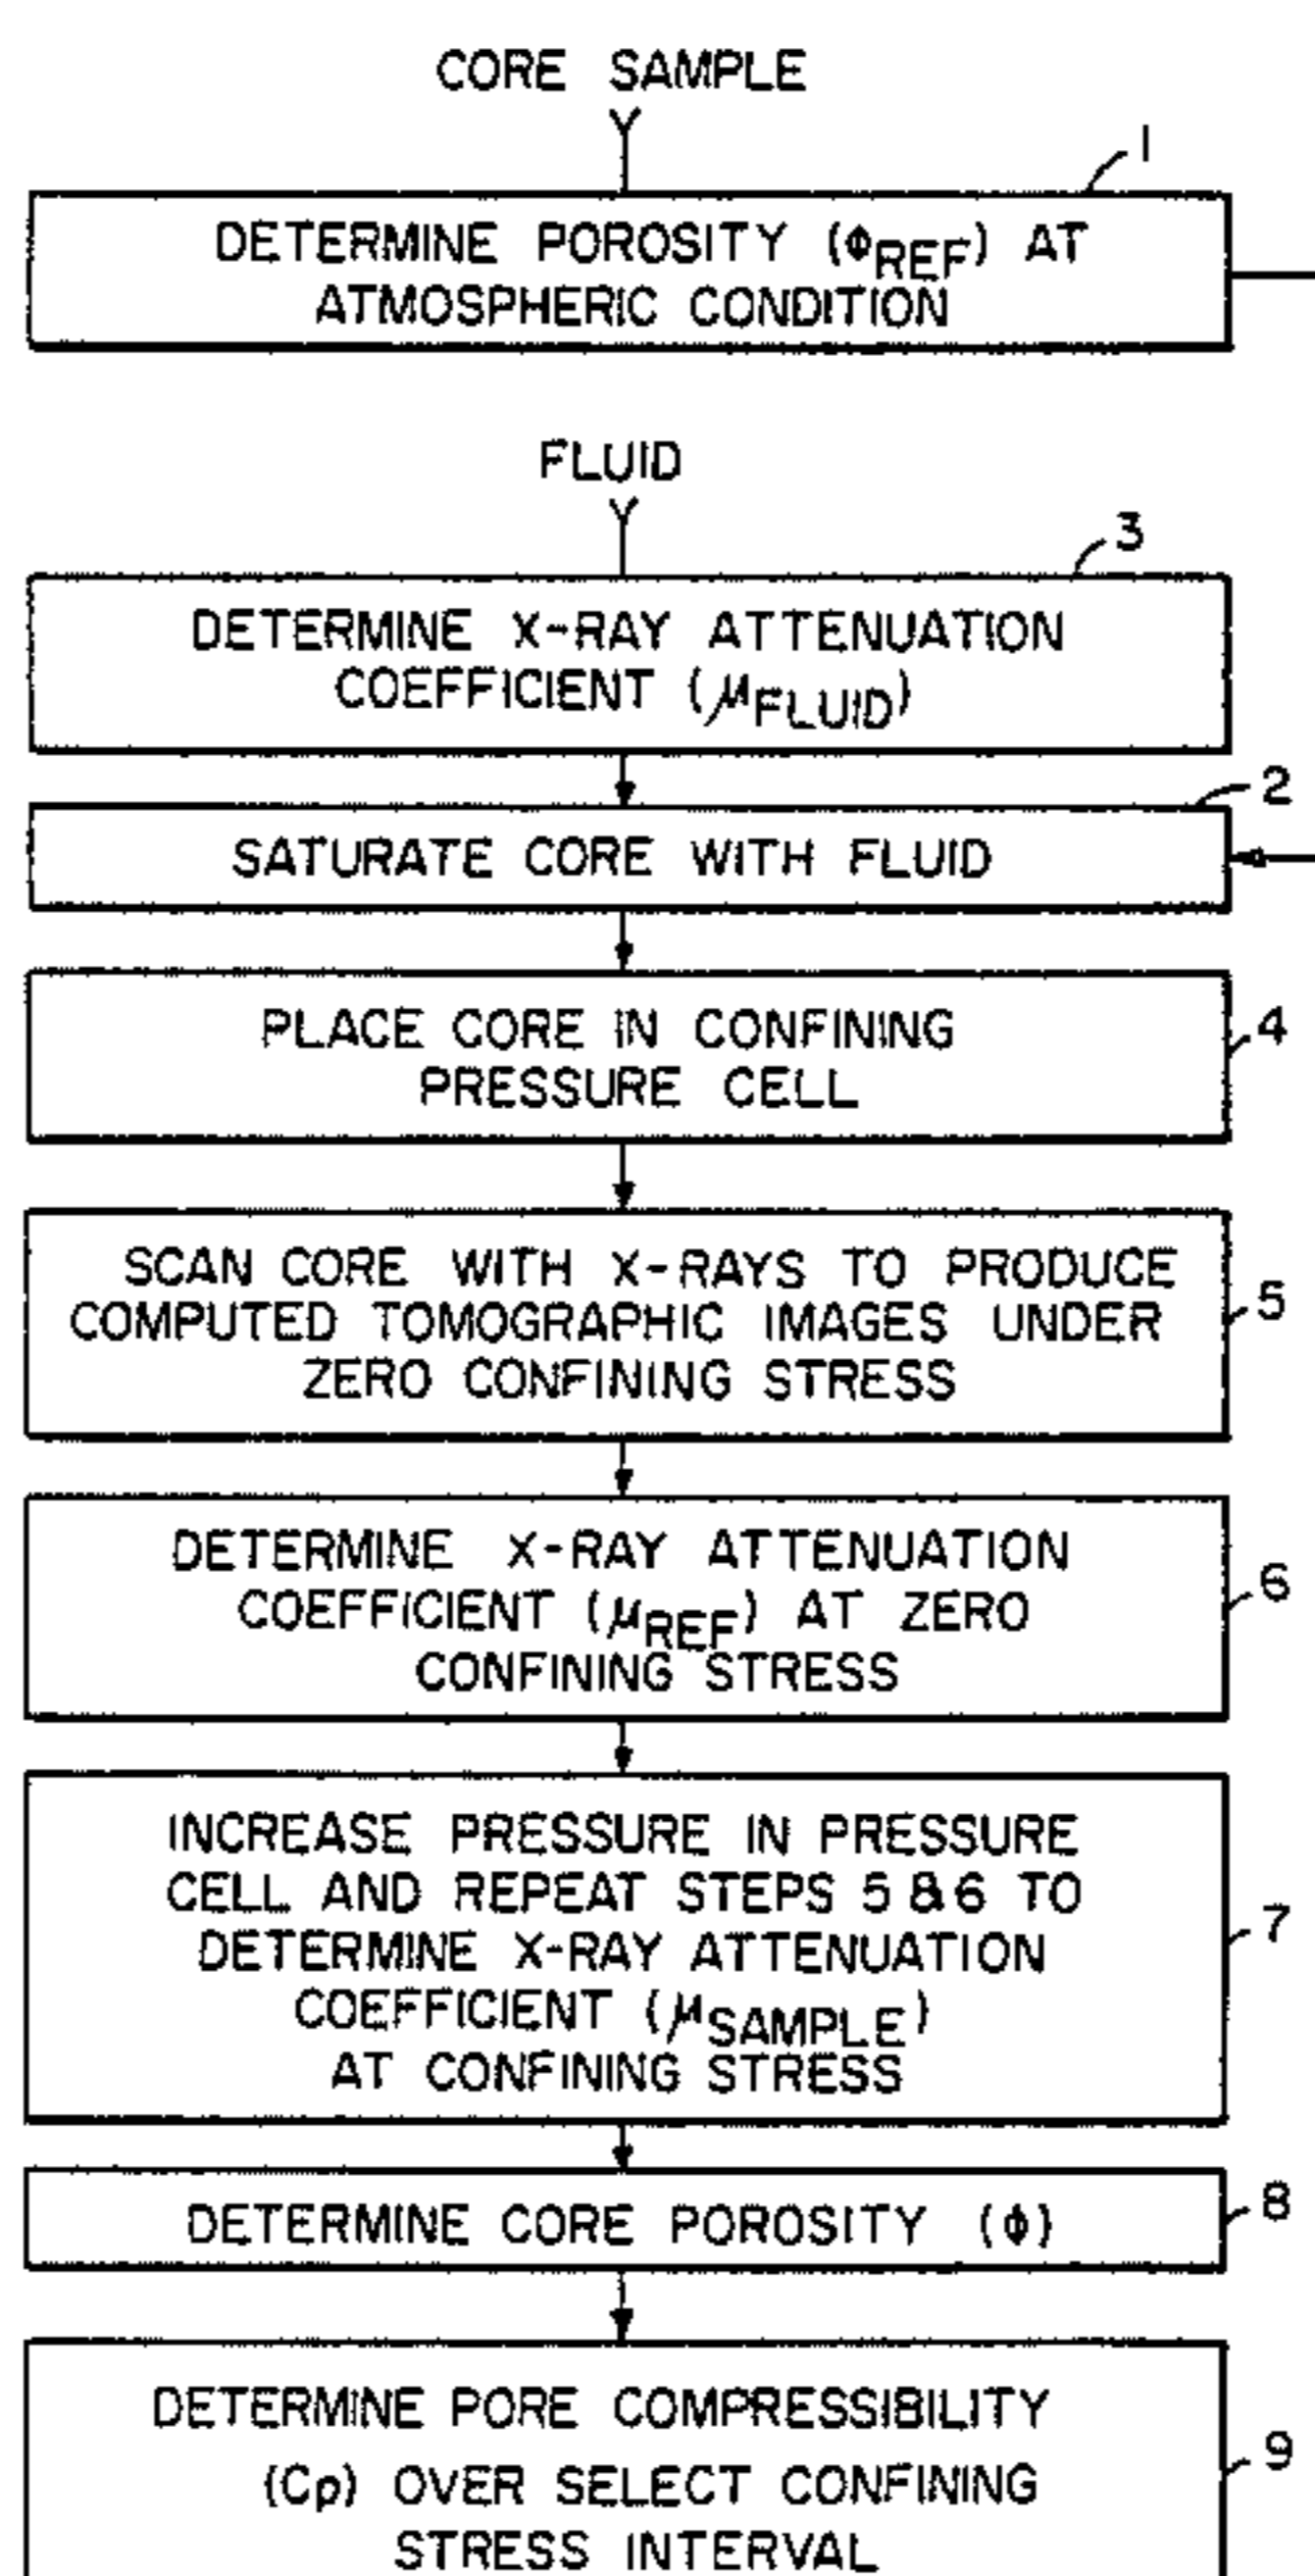 CORE SAMPLE
1
DETERMINE POROSITY (ΦREF) AT
ATMOSPHERIC CONDITION
FLUID
3
DETERMINE X-RAY ATTENUATION
COEFFICIENT (μFLUID)
2
SATURATE CORE WITH FLUID
PLACE CORE IN CONFINING
PRESSURE CELL
4
SCAN CORE WITH X-RAYS TO PRODUCE
COMPUTED TOMOGRAPHIC IMAGES UNDER
ZERO CONFINING STRESS
5
DETERMINE X-RAY ATTENUATION
COEFFICIENT (μREF) AT ZERO
CONFINING STRESS
6
INCREASE PRESSURE IN PRESSURE
CELL AND REPEAT STEPS 5 & 6 TO
DETERMINE X-RAY ATTENUATION
COEFFICIENT (μSAMPLE)
AT CONFINING STRESS
7
DETERMINE CORE POROSITY (Φ)
8
DETERMINE PORE COMPRESSIBILITY
(Cp) OVER SELECT CONFINING
STRESS INTERVAL
9